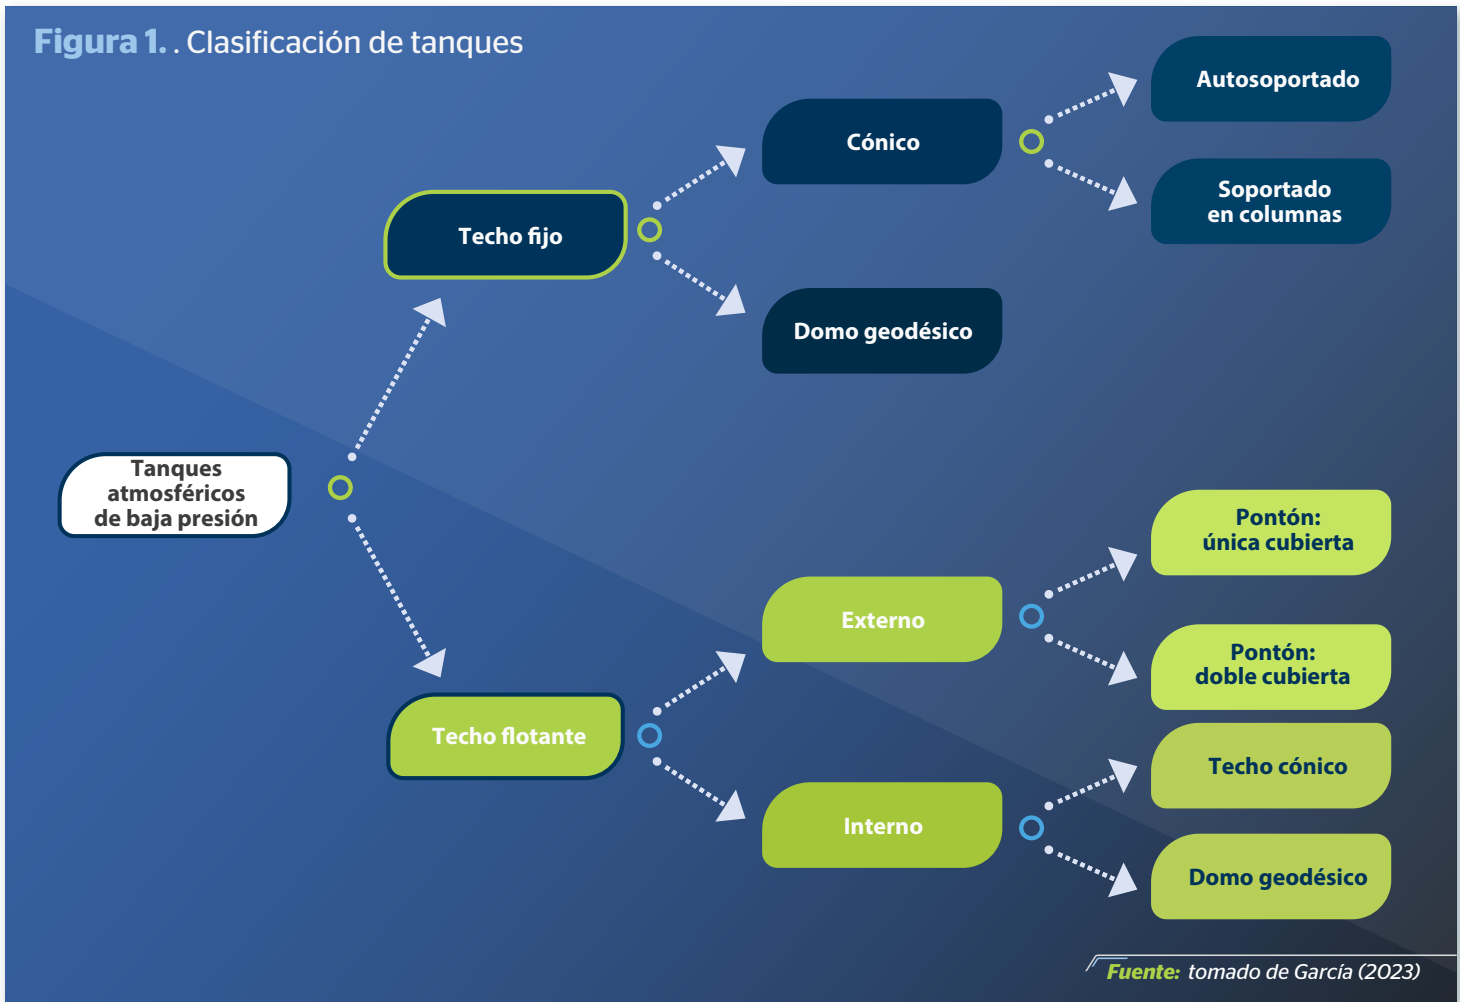 Figura 1. . Clasificación de tanques
Autosoportado
Cónico
Soportado
en columnas
Techo fijo
Domo geodésico
Tanques
atmosféricos
de baja presión
Pontón:
única cubierta
Externo
Pontón:
doble cubierta
Techo flotante
Techo cónico
Interno
Domo geodésico
Fuente: tomado de García (2023)